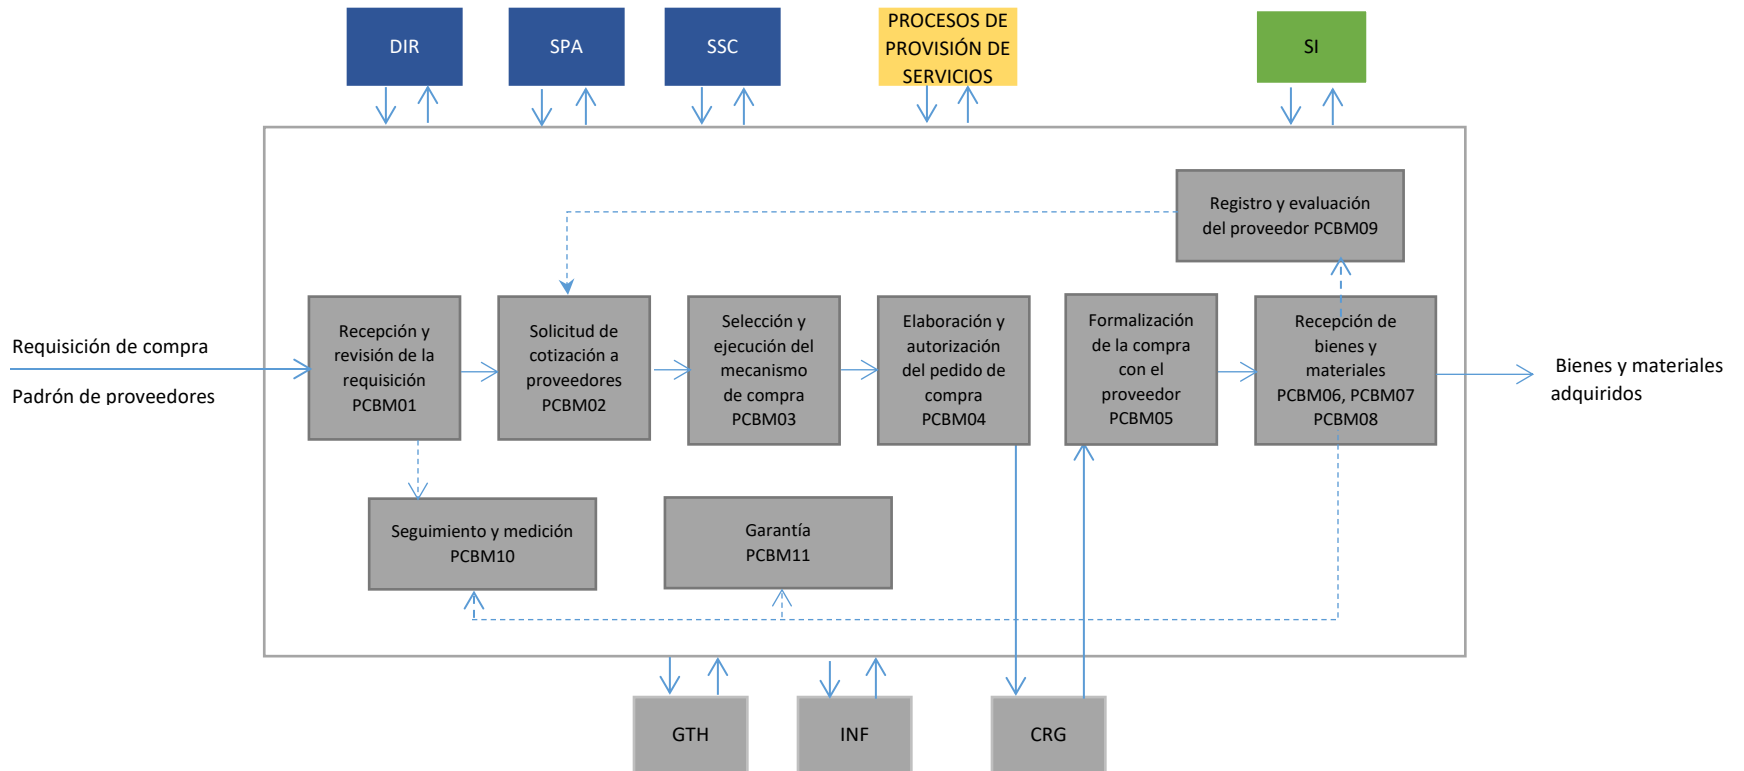 DIR
SPA
SSC
PROCESOS DE
PROVISIÓN DE
SERVICIOS
SI
Registro y evaluación
del proveedor PCBM09
Requisición de compra
Padrón de proveedores
Recepción y
revisión de la
requisición
PCBM01
Solicitud de
cotización a
proveedores
PCBM02
Selección y
ejecución del
mecanismo
de compra
PCBM03
Elaboración y
autorización
del pedido de
compra
PCBM04
Formalización
de la compra
con el
proveedor
PCBM05
Recepción de
bienes y
materiales
PCBM06, PCBM07
PCBM08
Bienes y materiales
adquiridos
Seguimiento y medición
PCBM10
Garantía
PCBM11
GTH
INF
CRG